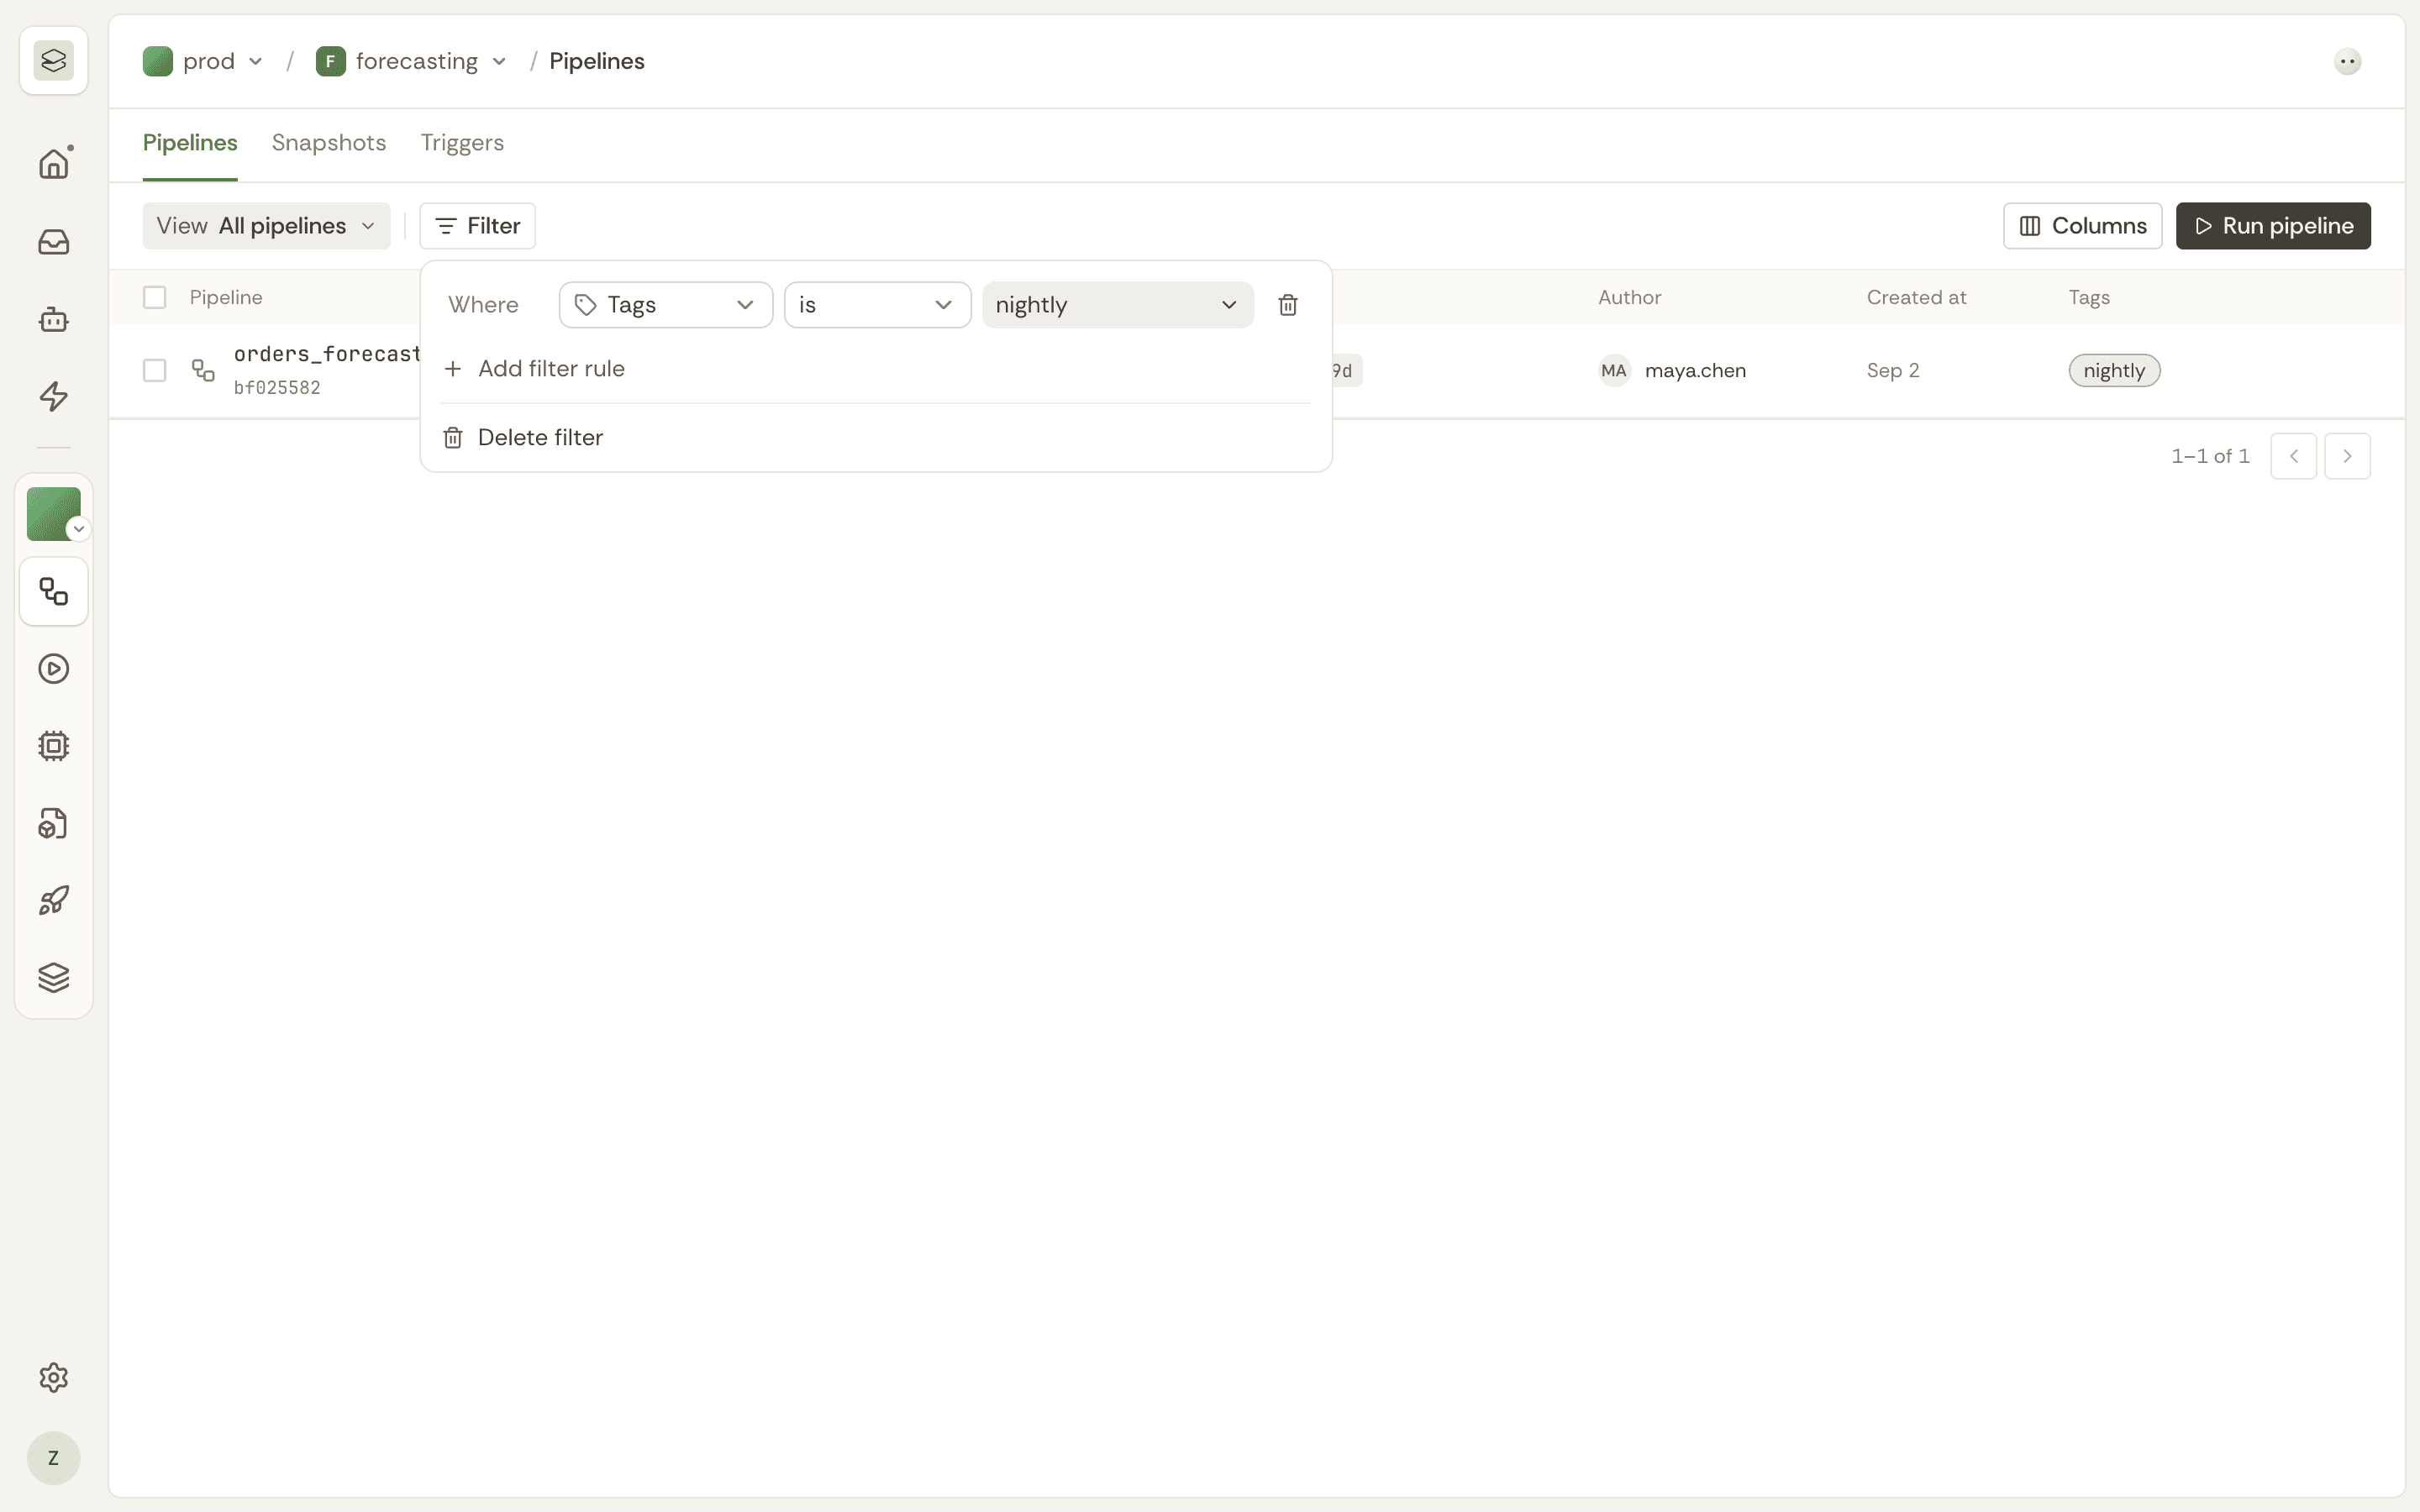 prod / F forecasting / Pipelines
Pipelines Snapshots Triggers
View All pipelines Filter Columns Run pipeline
Pipeline Author Created at Tags
Where Tags is nightly
Add filter rule
Delete filter
orders_forecast
bf025582
9d MA maya.chen Sep 2 nightly
1–1 of 1
Z